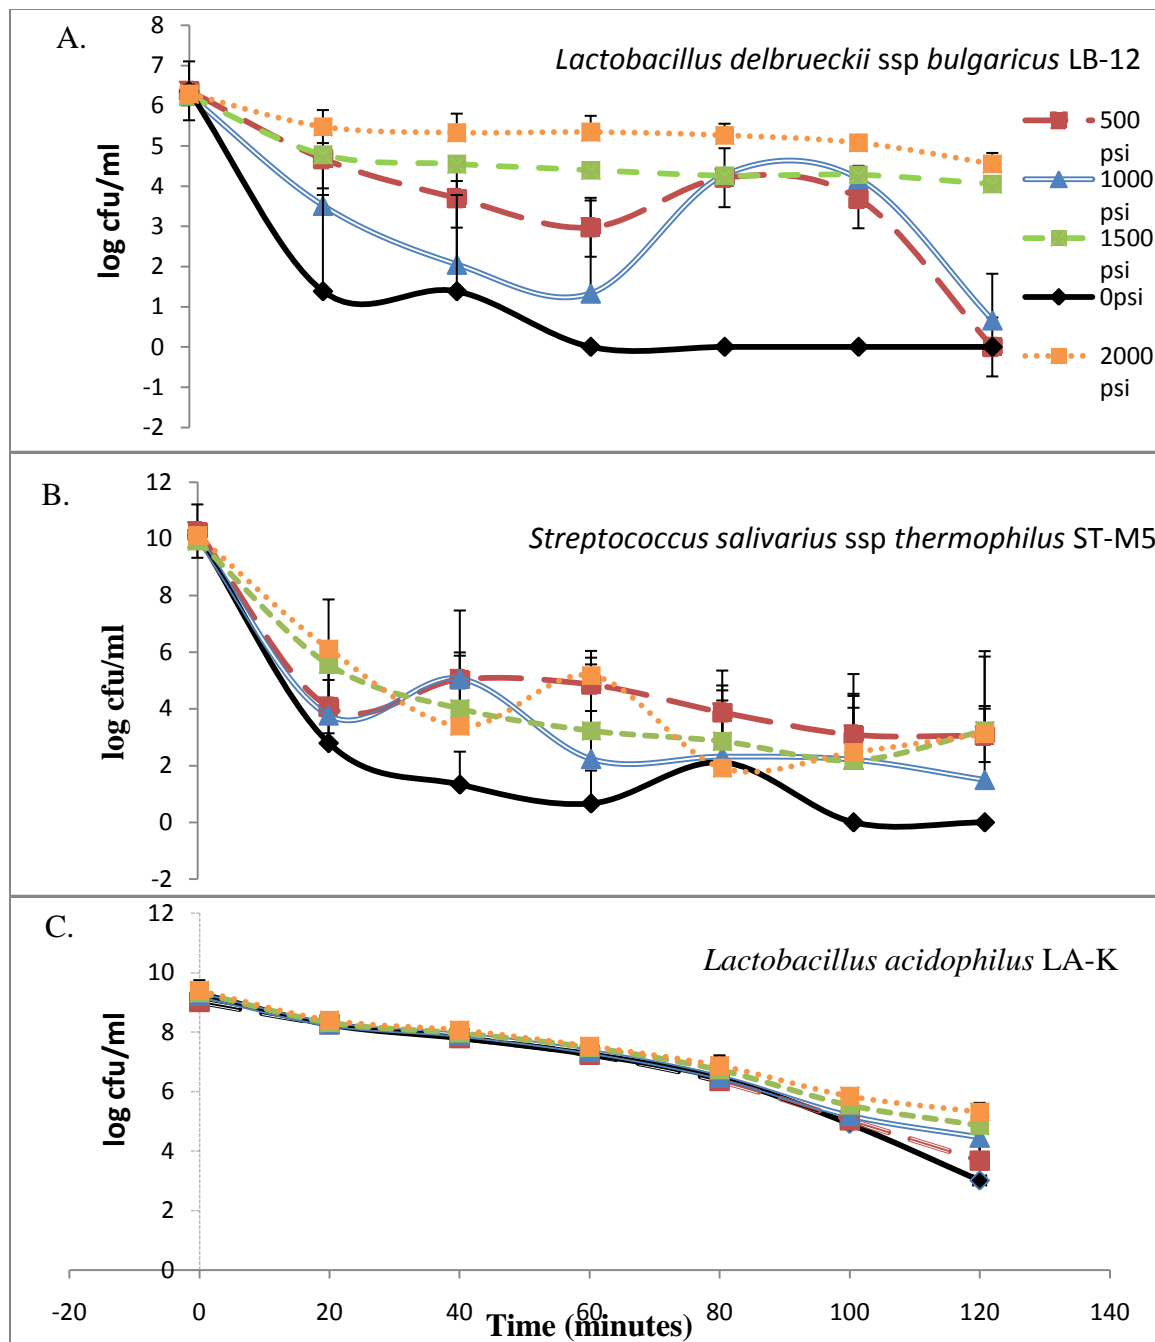 A.
Lactobacillus delbrueckii ssp bulgaricus LB-12
8
7
6
5
4
3
2
1
0
-1
-2
log cfu/ml
500
psi
1000
psi
1500
psi
0psi
2000
psi
B.
Streptococcus salivarius ssp thermophilus ST-M5
12
10
8
6
4
2
0
-2
log cfu/ml
C.
Lactobacillus acidophilus LA-K
12
10
8
6
4
2
0
log cfu/ml
-20 0 20 40 60 80 100 120 140
Time (minutes)